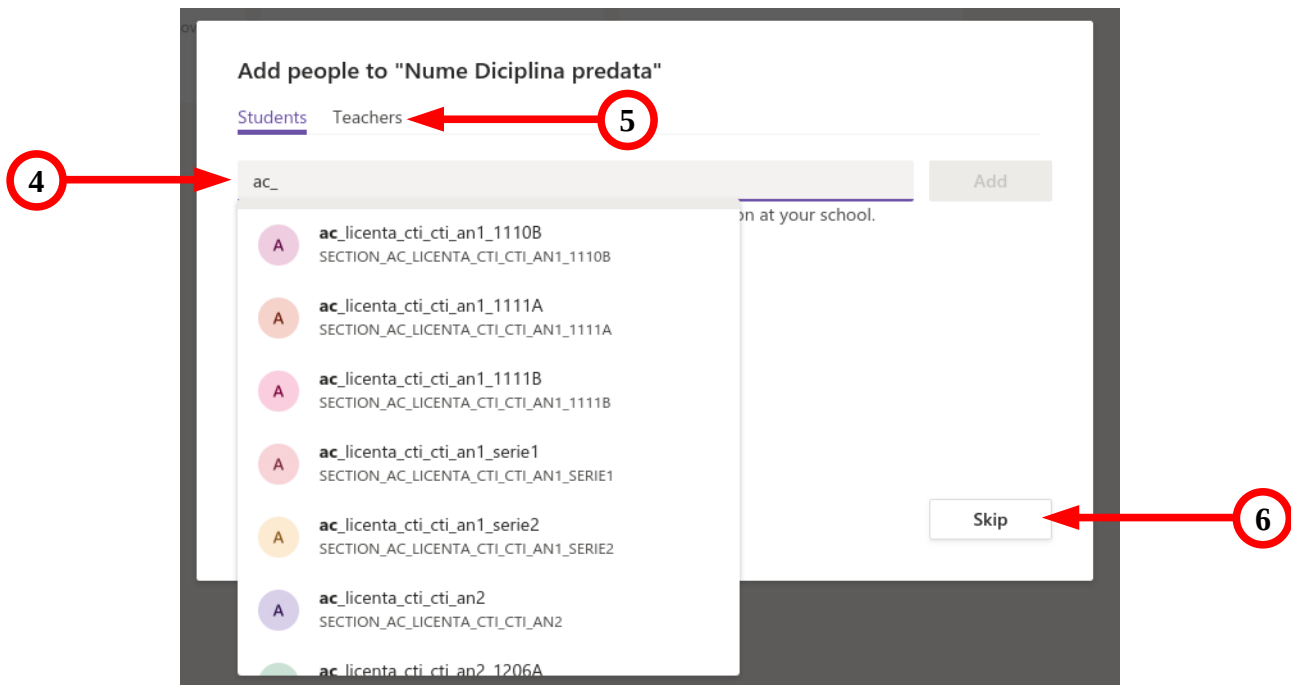 ov
Add people to "Nume Diciplina predata"
Students Teachers
5
4
ac_
Add
on at your school.
A
ac_licenta_cti_cti_an1_1110B
SECTION_AC_LICENTA_CTI_CTI_AN1_1110B
A
ac_licenta_cti_cti_an1_1111A
SECTION_AC_LICENTA_CTI_CTI_AN1_1111A
A
ac_licenta_cti_cti_an1_1111B
SECTION_AC_LICENTA_CTI_CTI_AN1_1111B
A
ac_licenta_cti_cti_an1_serie1
SECTION_AC_LICENTA_CTI_CTI_AN1_SERIE1
A
ac_licenta_cti_cti_an1_serie2
SECTION_AC_LICENTA_CTI_CTI_AN1_SERIE2
Skip
6
A
ac_licenta_cti_cti_an2
SECTION_AC_LICENTA_CTI_CTI_AN2
ac_licenta_cti_cti_an2_1206A